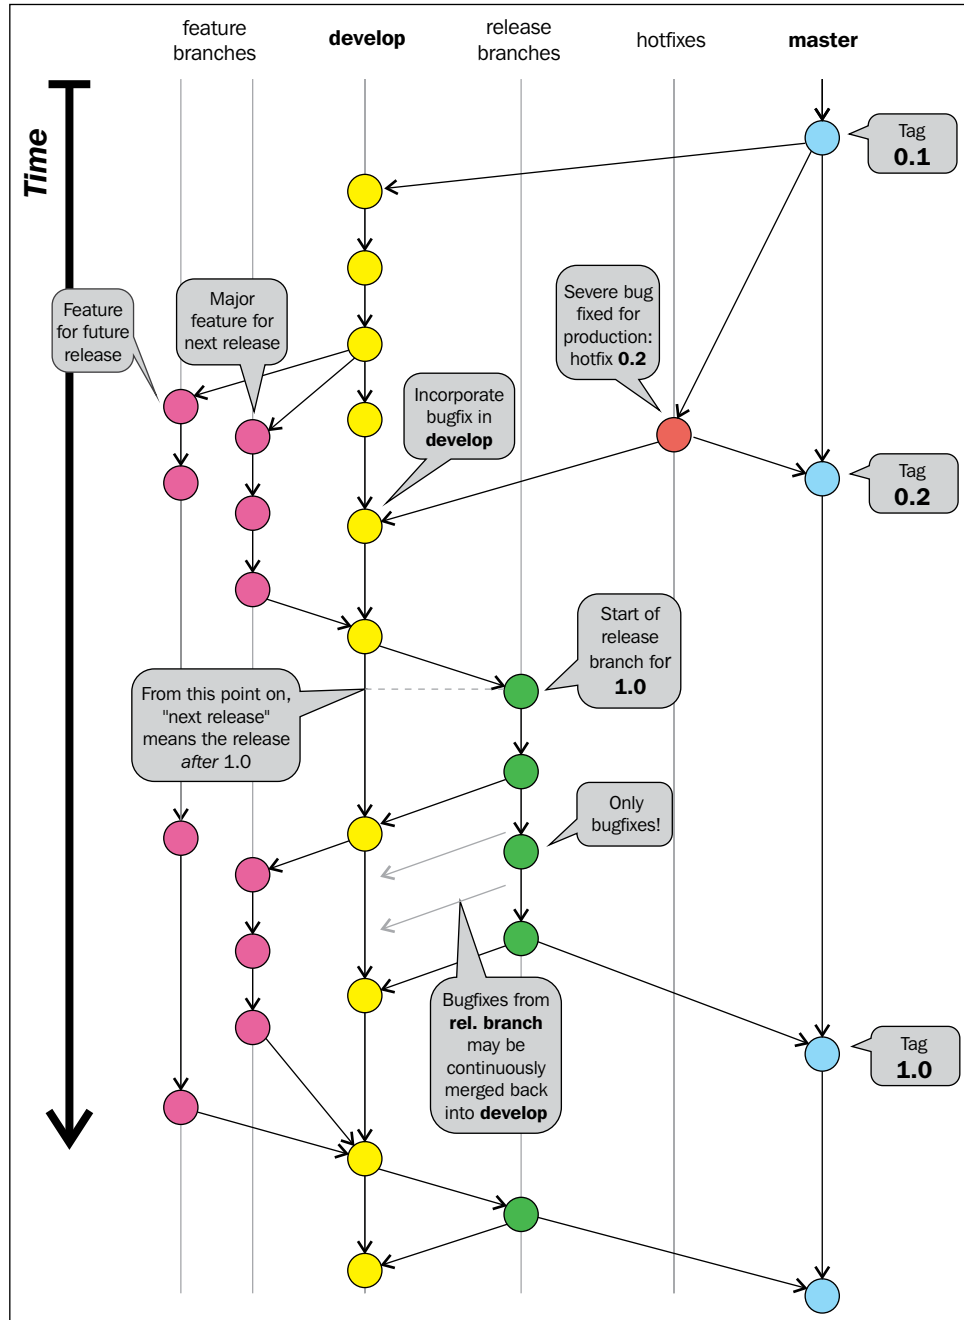 feature
branches
develop
release
branches
hotfixes
master
Time
Tag
0.1
Feature
for future
release
Major
feature for
next release
Severe bug
fixed for
production:
hotfix 0.2
Incorporate
bugfix in
develop
Tag
0.2
Start of
release
branch for
1.0
From this point on,
"next release"
means the release
after 1.0
Only
bugfixes!
Bugfixes from
rel. branch
may be
continuously
merged back
into develop
Tag
1.0